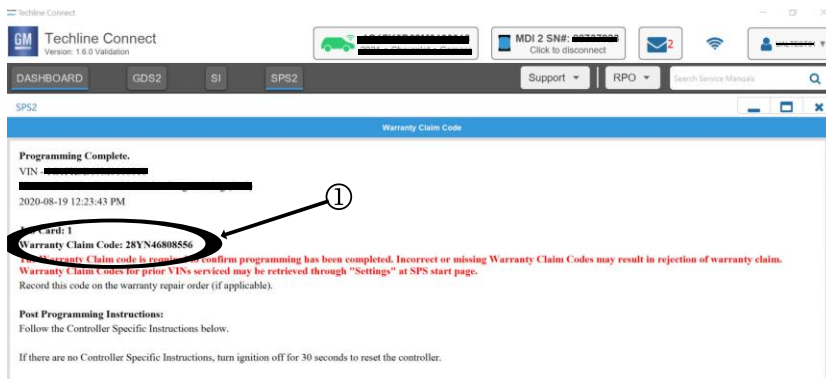 Techline Connect
GM
Techline Connect
Version: 1.6.0 Validation
MDI 2 SN#:
Click to disconnect
2
DASHBOARD GDS2 SI SPS2 Support RPO Search Service Manuals
SPS2
Warranty Claim Code
Programming Complete.
VIN -
2020-08-19 12:23:43 PM
1
Card: 1
Warranty Claim Code: 28YN46808556
Warranty Claim code is required to confirm programming has been completed. Incorrect or missing Warranty Claim Codes may result in rejection of warranty claim.
Warranty Claim Codes for prior VINs serviced may be retrieved through "Settings" at SPS start page.
Record this code on the warranty repair order (if applicable).
Post Programming Instructions:
Follow the Controller Specific Instructions below.
If there are no Controller Specific Instructions, turn ignition off for 30 seconds to reset the controller.